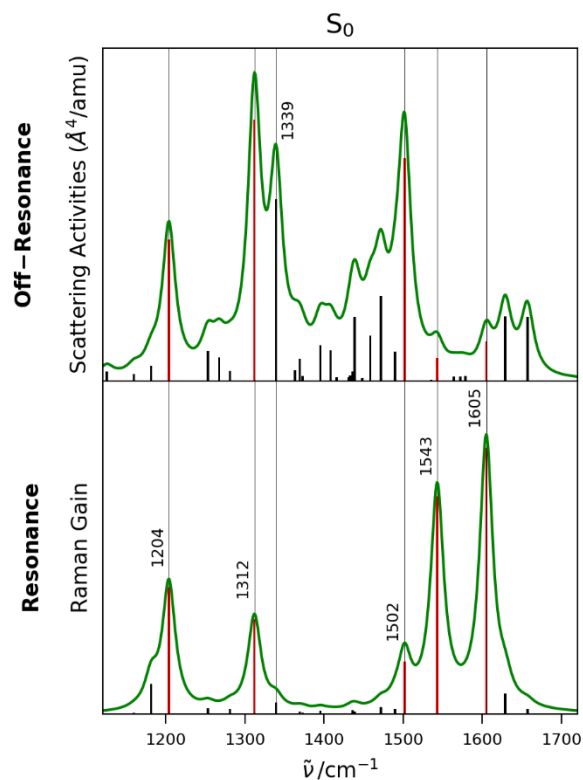 S₀
Off−Resonance
Scattering Activities (Å⁴/amu)
1339
Resonance
Raman Gain
1204
1312
1502
1543
1605
1200 1300 1400 1500 1600 1700
ν̃ /cm⁻¹